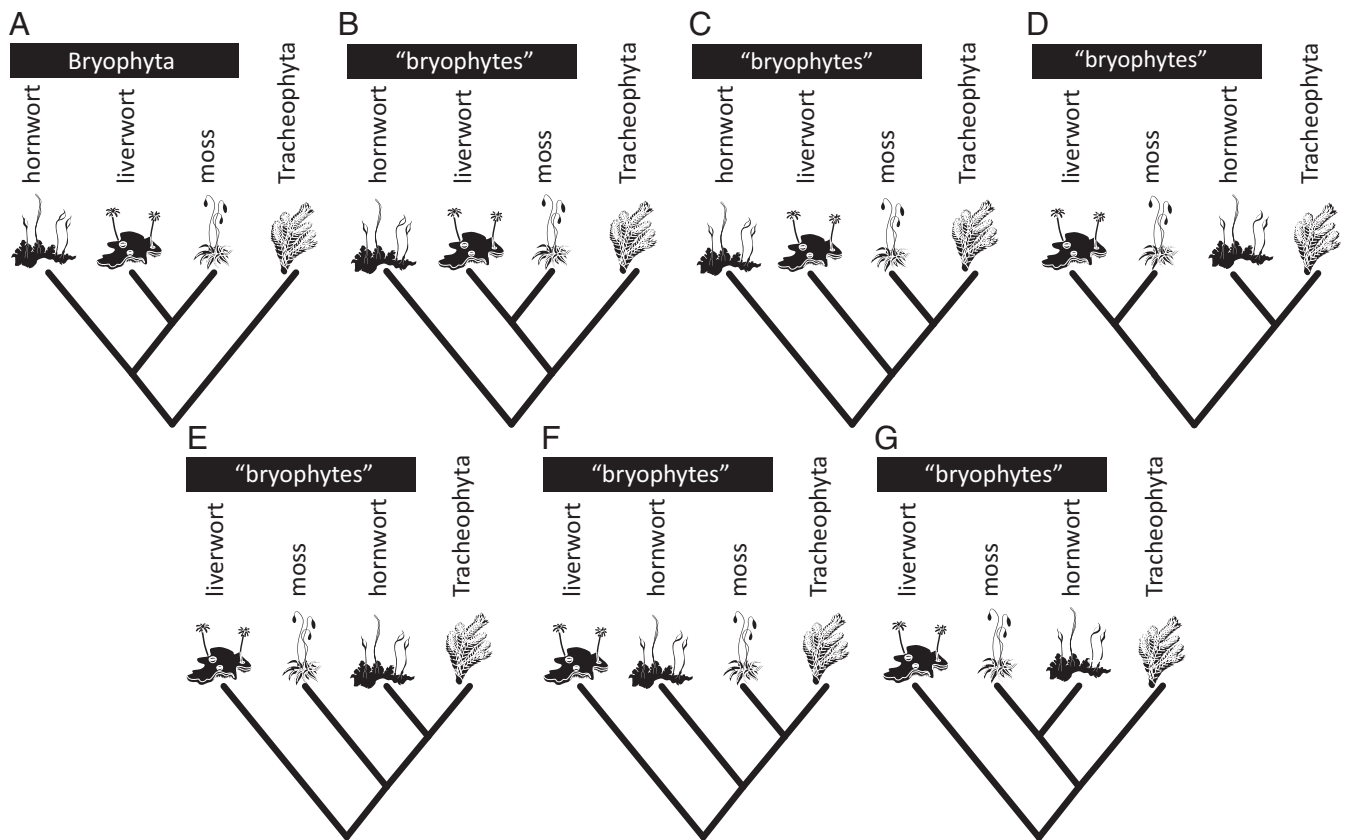 A
Bryophyta
hornwort
liverwort
moss
Tracheophyta
B
“bryophytes”
hornwort
liverwort
moss
Tracheophyta
C
“bryophytes”
hornwort
liverwort
moss
Tracheophyta
D
“bryophytes”
liverwort
moss
hornwort
Tracheophyta
E
“bryophytes”
liverwort
moss
hornwort
Tracheophyta
F
“bryophytes”
liverwort
hornwort
moss
Tracheophyta
G
“bryophytes”
liverwort
moss
hornwort
Tracheophyta